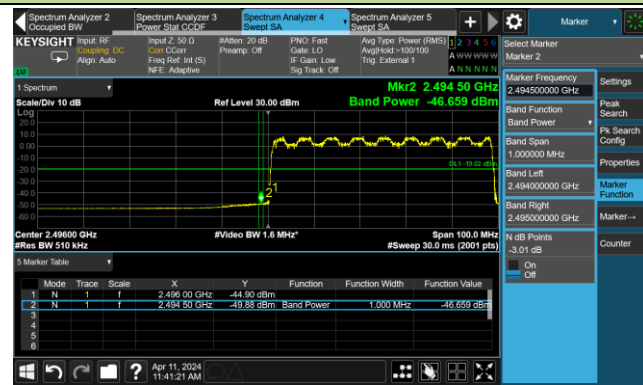 Spectrum Analyzer 2
Occupied BW
Spectrum Analyzer 3
Power Stat CCDF
Spectrum Analyzer 4
Swept SA
Spectrum Analyzer 5
Swept SA
+
Marker
KEYSIGHT
Input: RF
Coupling: DC
Align: Auto
Input Z: 50 Ω
Corr CCorr
Freq Ref: Int (S)
NFE: Adaptive
#Atten: 20 dB
Preamp: Off
PNO: Fast
Gate: LO
IF Gain: Low
Sig Track: Off
Avg Type: Power (RMS)
Avg|Hold:>100/100
Trig: External 1
1 2 3 4 5 6
A W W W W W
A N N N N N
Select Marker
Marker 2
Marker Frequency
2.494500000 GHz
Band Function
Band Power
Band Span
1.000000 MHz
Band Left
2.494000000 GHz
Band Right
2.495000000 GHz
N dB Points
-3.01 dB
On
Off
Settings
Peak Search
Pk Search Config
Properties
Marker Function
Marker→
Counter
1 Spectrum
Scale/Div 10 dB
Ref Level 30.00 dBm
Mkr2 2.494 50 GHz
Band Power -46.659 dBm
Log
20.0
10.0
0.00
-10.0
-20.0
-30.0
-40.0
-50.0
-60.0
DL1 -19.02 dBm
2 1
Center 2.49600 GHz
#Video BW 1.6 MHz*
Span 100.0 MHz
#Res BW 510 kHz
#Sweep 30.0 ms (2001 pts)
5 Marker Table
Mode Trace Scale X Y Function Function Width Function Value
1 N 1 f 2.496 00 GHz -44.90 dBm
2 N 1 f 2.494 50 GHz -49.88 dBm Band Power 1.000 MHz -46.659 dBm
3
4
5
6
?
Apr 11, 2024
11:41:21 AM